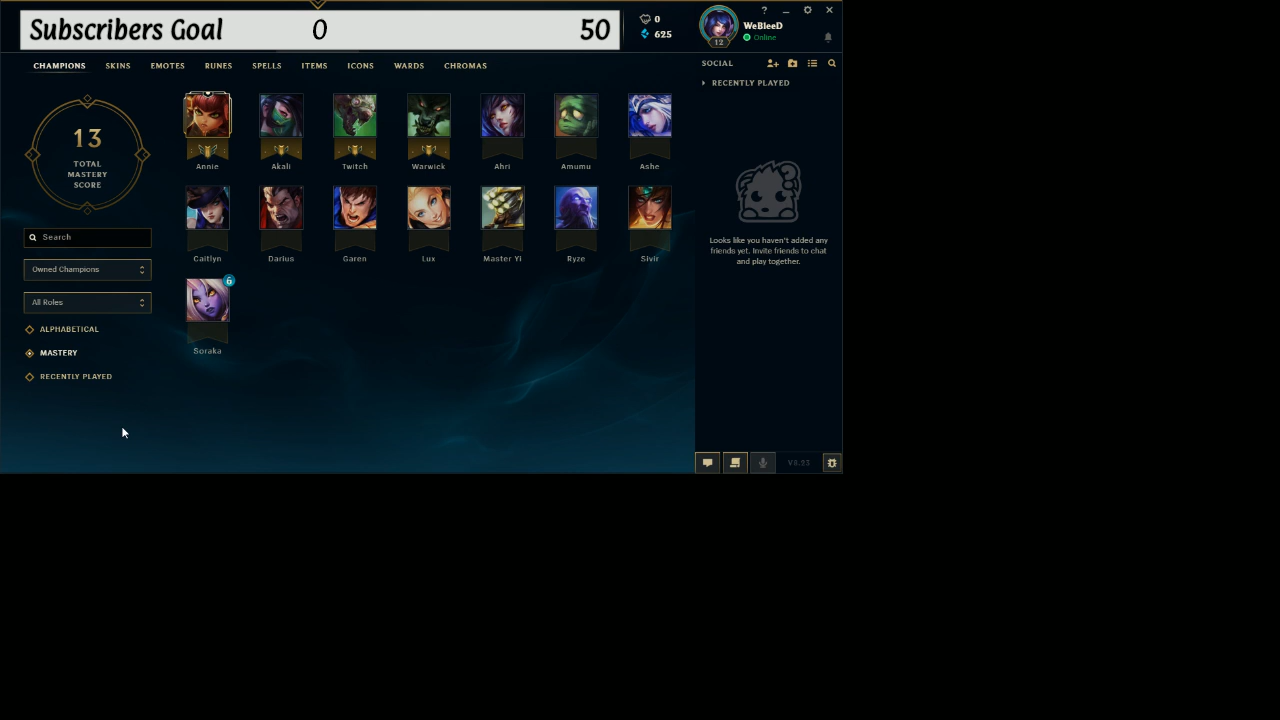 Subscribers Goal 0 50
0
625
WeBleeD
Online
12
CHAMPIONS SKINS EMOTES RUNES SPELLS ITEMS ICONS WARDS CHROMAS
SOCIAL
RECENTLY PLAYED
13
TOTAL
MASTERY
SCORE
Annie Akali Twitch Warwick Ahri Amumu Ashe
Search
Owned Champions
All Roles
ALPHABETICAL
MASTERY
RECENTLY PLAYED
Caitlyn Darius Garen Lux Master Yi Ryze Sivir
6
Soraka
Looks like you haven't added any
friends yet. Invite friends to chat
and play together.
V8.23